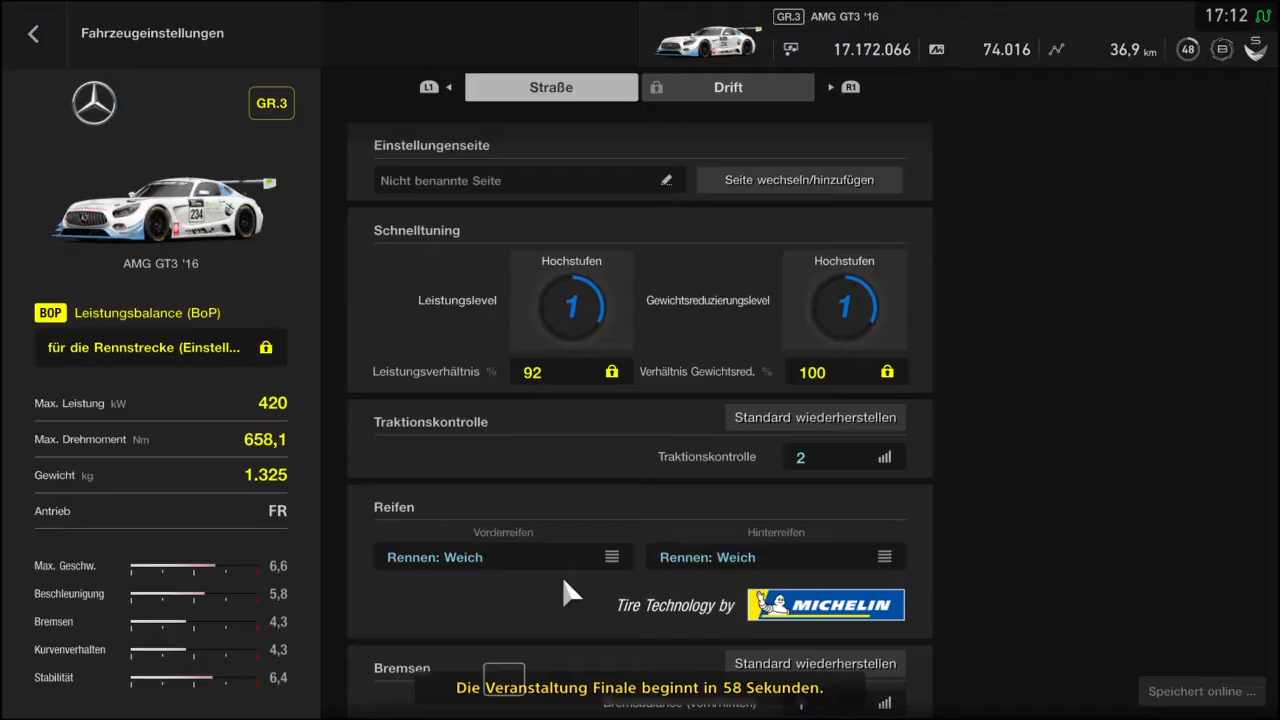 17:12
Fahrzeugeinstellungen
GR.3 AMG GT3 '16
17.172.066 74.016 36,9 km 48 B S
L1 Straße Drift R1
GR.3
Einstellungenseite
Nicht benannte Seite Seite wechseln/hinzufügen
234
AMG GT3 '16
Schnelltuning
Hochstufen Hochstufen
Leistungslevel 1 Gewichtsreduzierungslevel 1
BOP Leistungsbalance (BoP)
für die Rennstrecke (Einstell...
Leistungsverhältnis % 92 Verhältnis Gewichtsred. % 100
Max. Leistung kW 420
Max. Drehmoment Nm 658,1
Gewicht kg 1.325
Antrieb FR
Traktionskontrolle Standard wiederherstellen
Traktionskontrolle 2
Reifen
Vorderreifen Hinterreifen
Rennen: Weich Rennen: Weich
Tire Technology by MICHELIN
Max. Geschw. 6,6
Beschleunigung 5,8
Bremsen 4,3
Kurvenverhalten 4,3
Stabilität 6,4
Bremsen Standard wiederherstellen
Die Veranstaltung Finale beginnt in 58 Sekunden.
Bremsbalance (vorn/hinten)
Speichert online ...